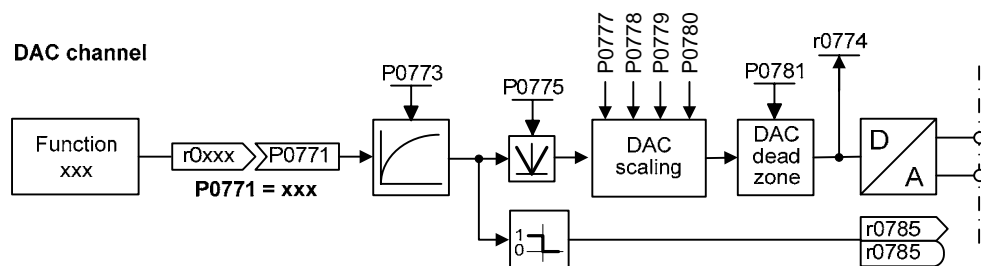 DAC channel
Function
xxx
r0xxx
P0771
P0771 = xxx
P0773
P0775
P0777
P0778
P0779
P0780
DAC
scaling
P0781
DAC
dead
zone
r0774
D
A
1
0
r0785
r0785